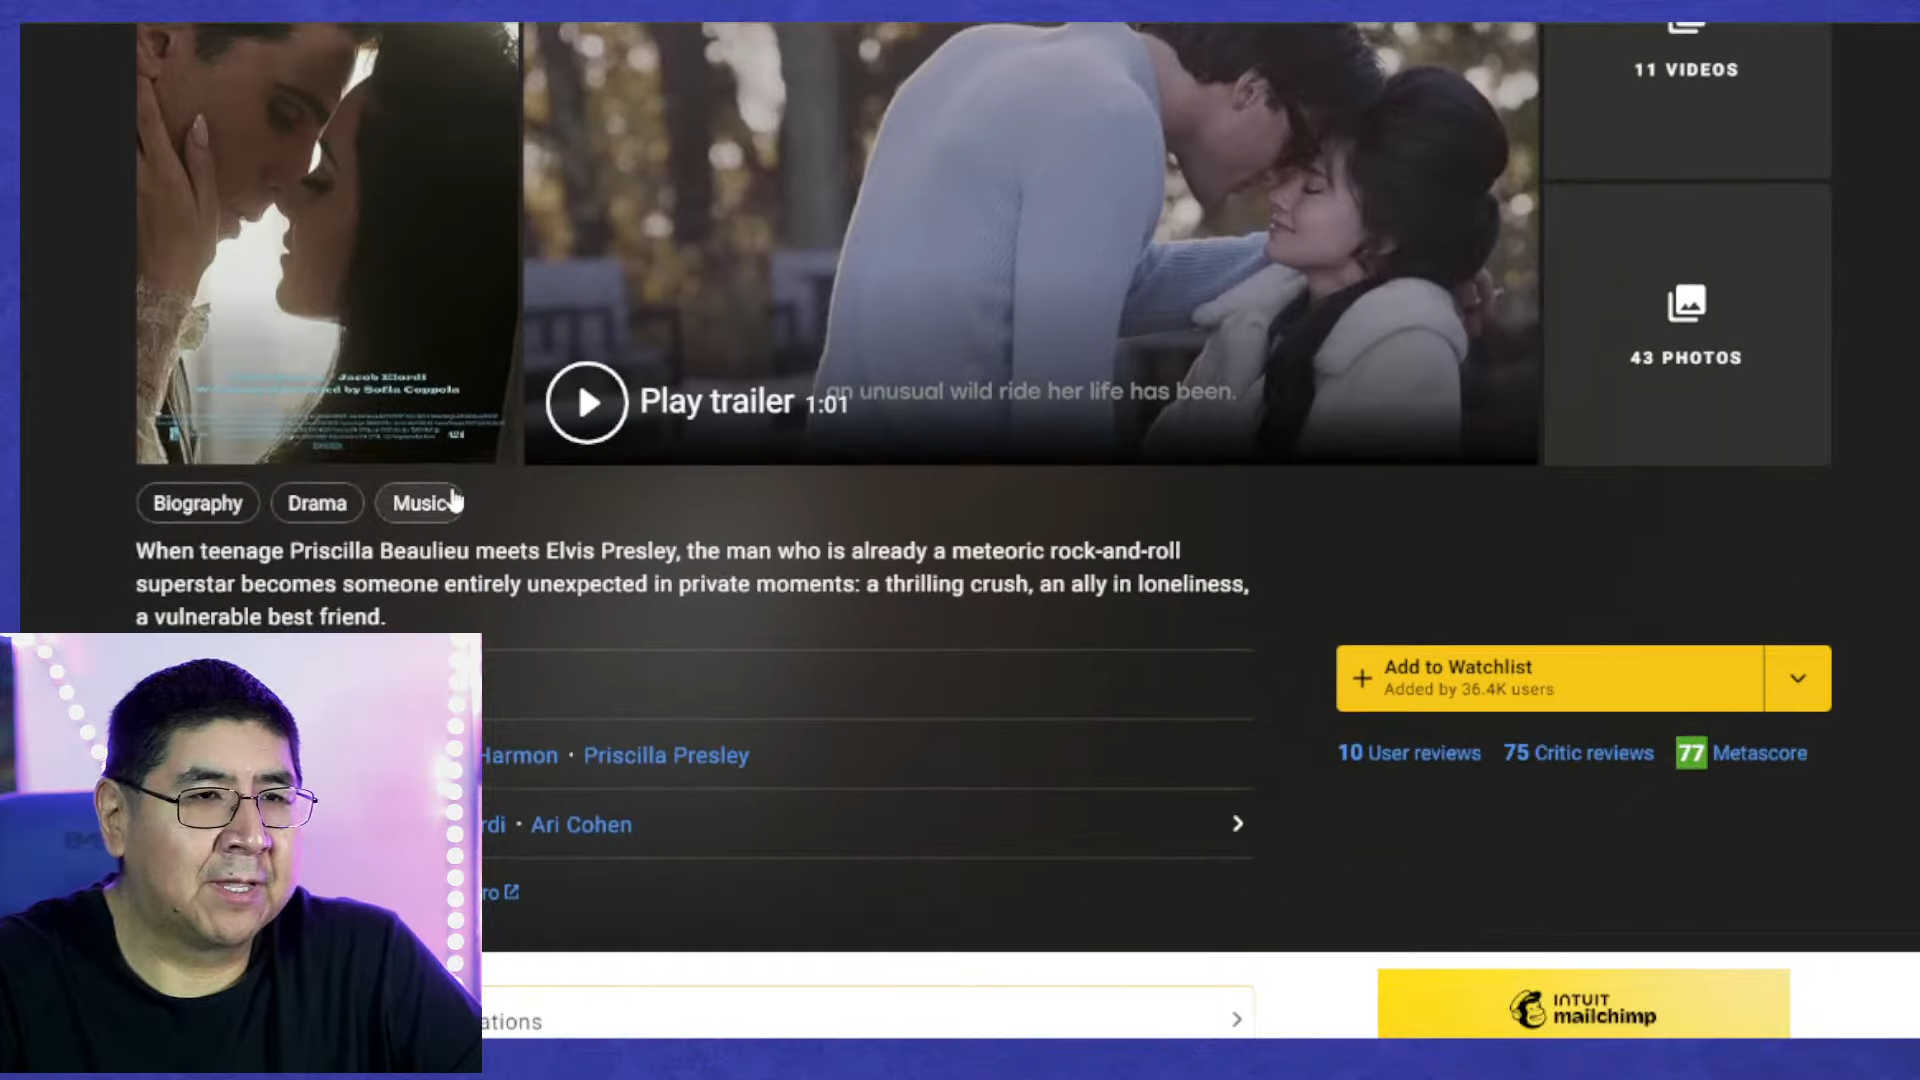 11 VIDEOS
Jacob Elordi
by Sofia Coppola
43 PHOTOS
Play trailer 1:01
an unusual wild ride her life has been.
Biography
Drama
Music
When teenage Priscilla Beaulieu meets Elvis Presley, the man who is already a meteoric rock-and-roll
superstar becomes someone entirely unexpected in private moments: a thrilling crush, an ally in loneliness,
a vulnerable best friend.
+ Add to Watchlist
Added by 36.4K users
Harmon · Priscilla Presley
10 User reviews 75 Critic reviews 77 Metascore
rdi · Ari Cohen
ro
ations
INTUIT
mailchimp